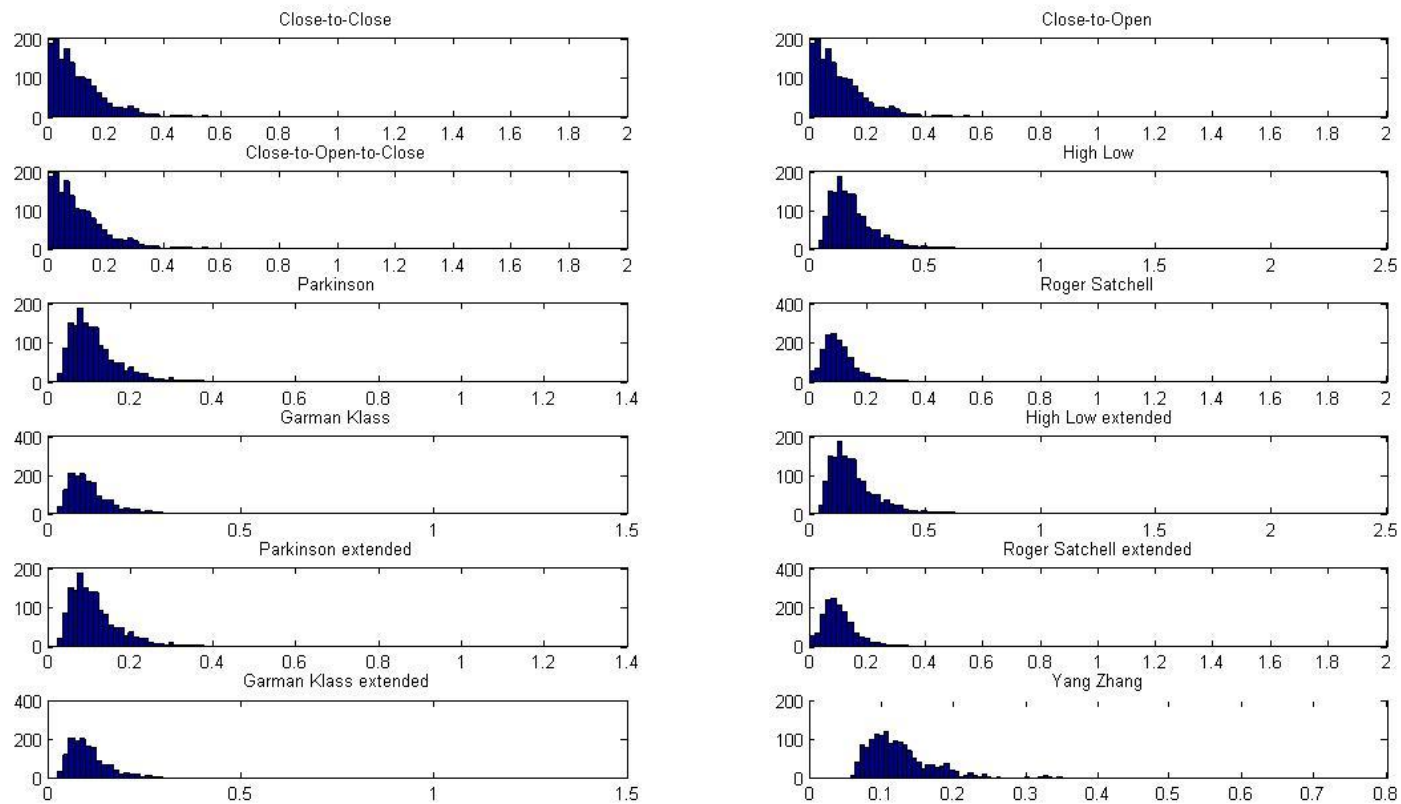 Close-to-Close
200
100
0
0 0.2 0.4 0.6 0.8 1 1.2 1.4 1.6 1.8 2
Close-to-Open
200
100
0
0 0.2 0.4 0.6 0.8 1 1.2 1.4 1.6 1.8 2
Close-to-Open-to-Close
200
100
0
0 0.2 0.4 0.6 0.8 1 1.2 1.4 1.6 1.8 2
High Low
200
100
0
0 0.5 1 1.5 2 2.5
Parkinson
200
100
0
0 0.2 0.4 0.6 0.8 1 1.2 1.4
Roger Satchell
400
200
0
0 0.2 0.4 0.6 0.8 1 1.2 1.4 1.6 1.8 2
Garman Klass
400
200
0
0 0.5 1 1.5
High Low extended
200
100
0
0 0.5 1 1.5 2 2.5
Parkinson extended
200
100
0
0 0.2 0.4 0.6 0.8 1 1.2 1.4
Roger Satchell extended
400
200
0
0 0.2 0.4 0.6 0.8 1 1.2 1.4 1.6 1.8 2
Garman Klass extended
400
200
0
0 0.5 1 1.5
Yang Zhang
200
100
0
0 0.1 0.2 0.3 0.4 0.5 0.6 0.7 0.8